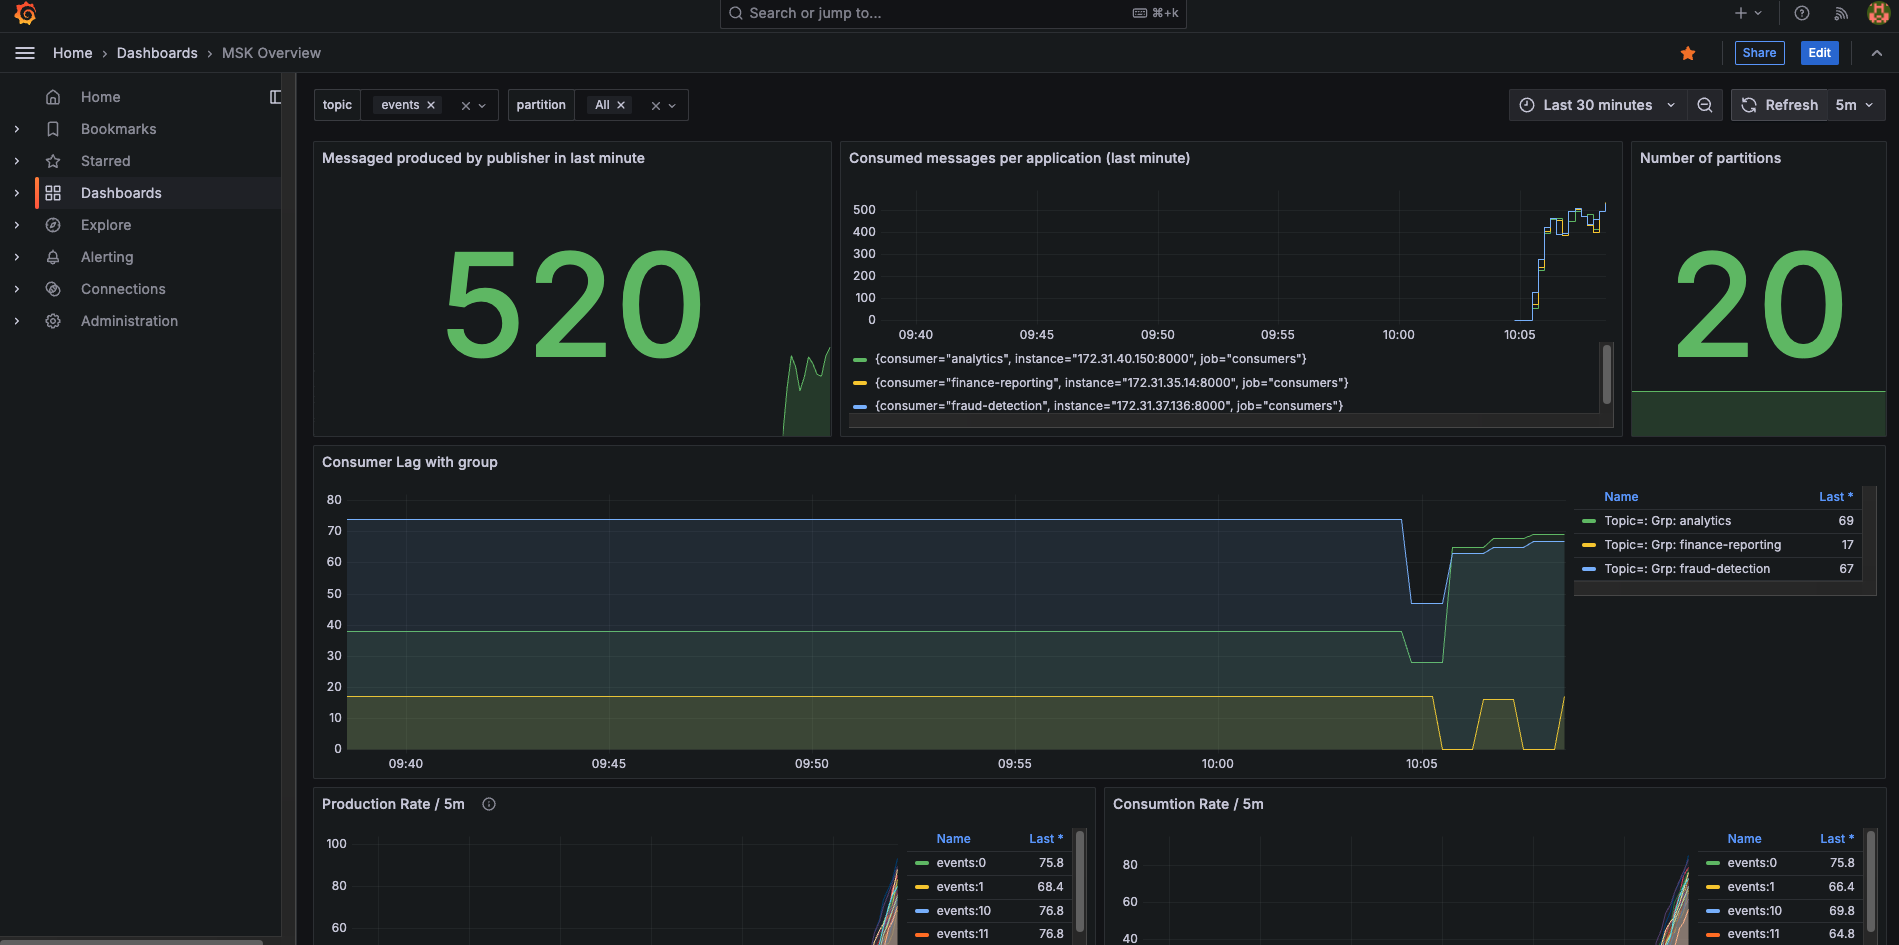 Search or jump to...
⌘+k
Home › Dashboards › MSK Overview
Share
Edit
Home
Bookmarks
Starred
Dashboards
Explore
Alerting
Connections
Administration
topic
events
partition
All
Last 30 minutes
Refresh
5m
Messaged produced by publisher in last minute
520
Consumed messages per application (last minute)
500
400
300
200
100
0
09:40 09:45 09:50 09:55 10:00 10:05
{consumer="analytics", instance="172.31.40.150:8000", job="consumers"}
{consumer="finance-reporting", instance="172.31.35.14:8000", job="consumers"}
{consumer="fraud-detection", instance="172.31.37.136:8000", job="consumers"}
Number of partitions
20
Consumer Lag with group
80
70
60
50
40
30
20
10
0
09:40 09:45 09:50 09:55 10:00 10:05
Name Last *
Topic=: Grp: analytics 69
Topic=: Grp: finance-reporting 17
Topic=: Grp: fraud-detection 67
Production Rate / 5m
100
80
60
Name Last *
events:0 75.8
events:1 68.4
events:10 76.8
events:11 76.8
Consumtion Rate / 5m
80
60
40
Name Last *
events:0 75.8
events:1 66.4
events:10 69.8
events:11 64.8